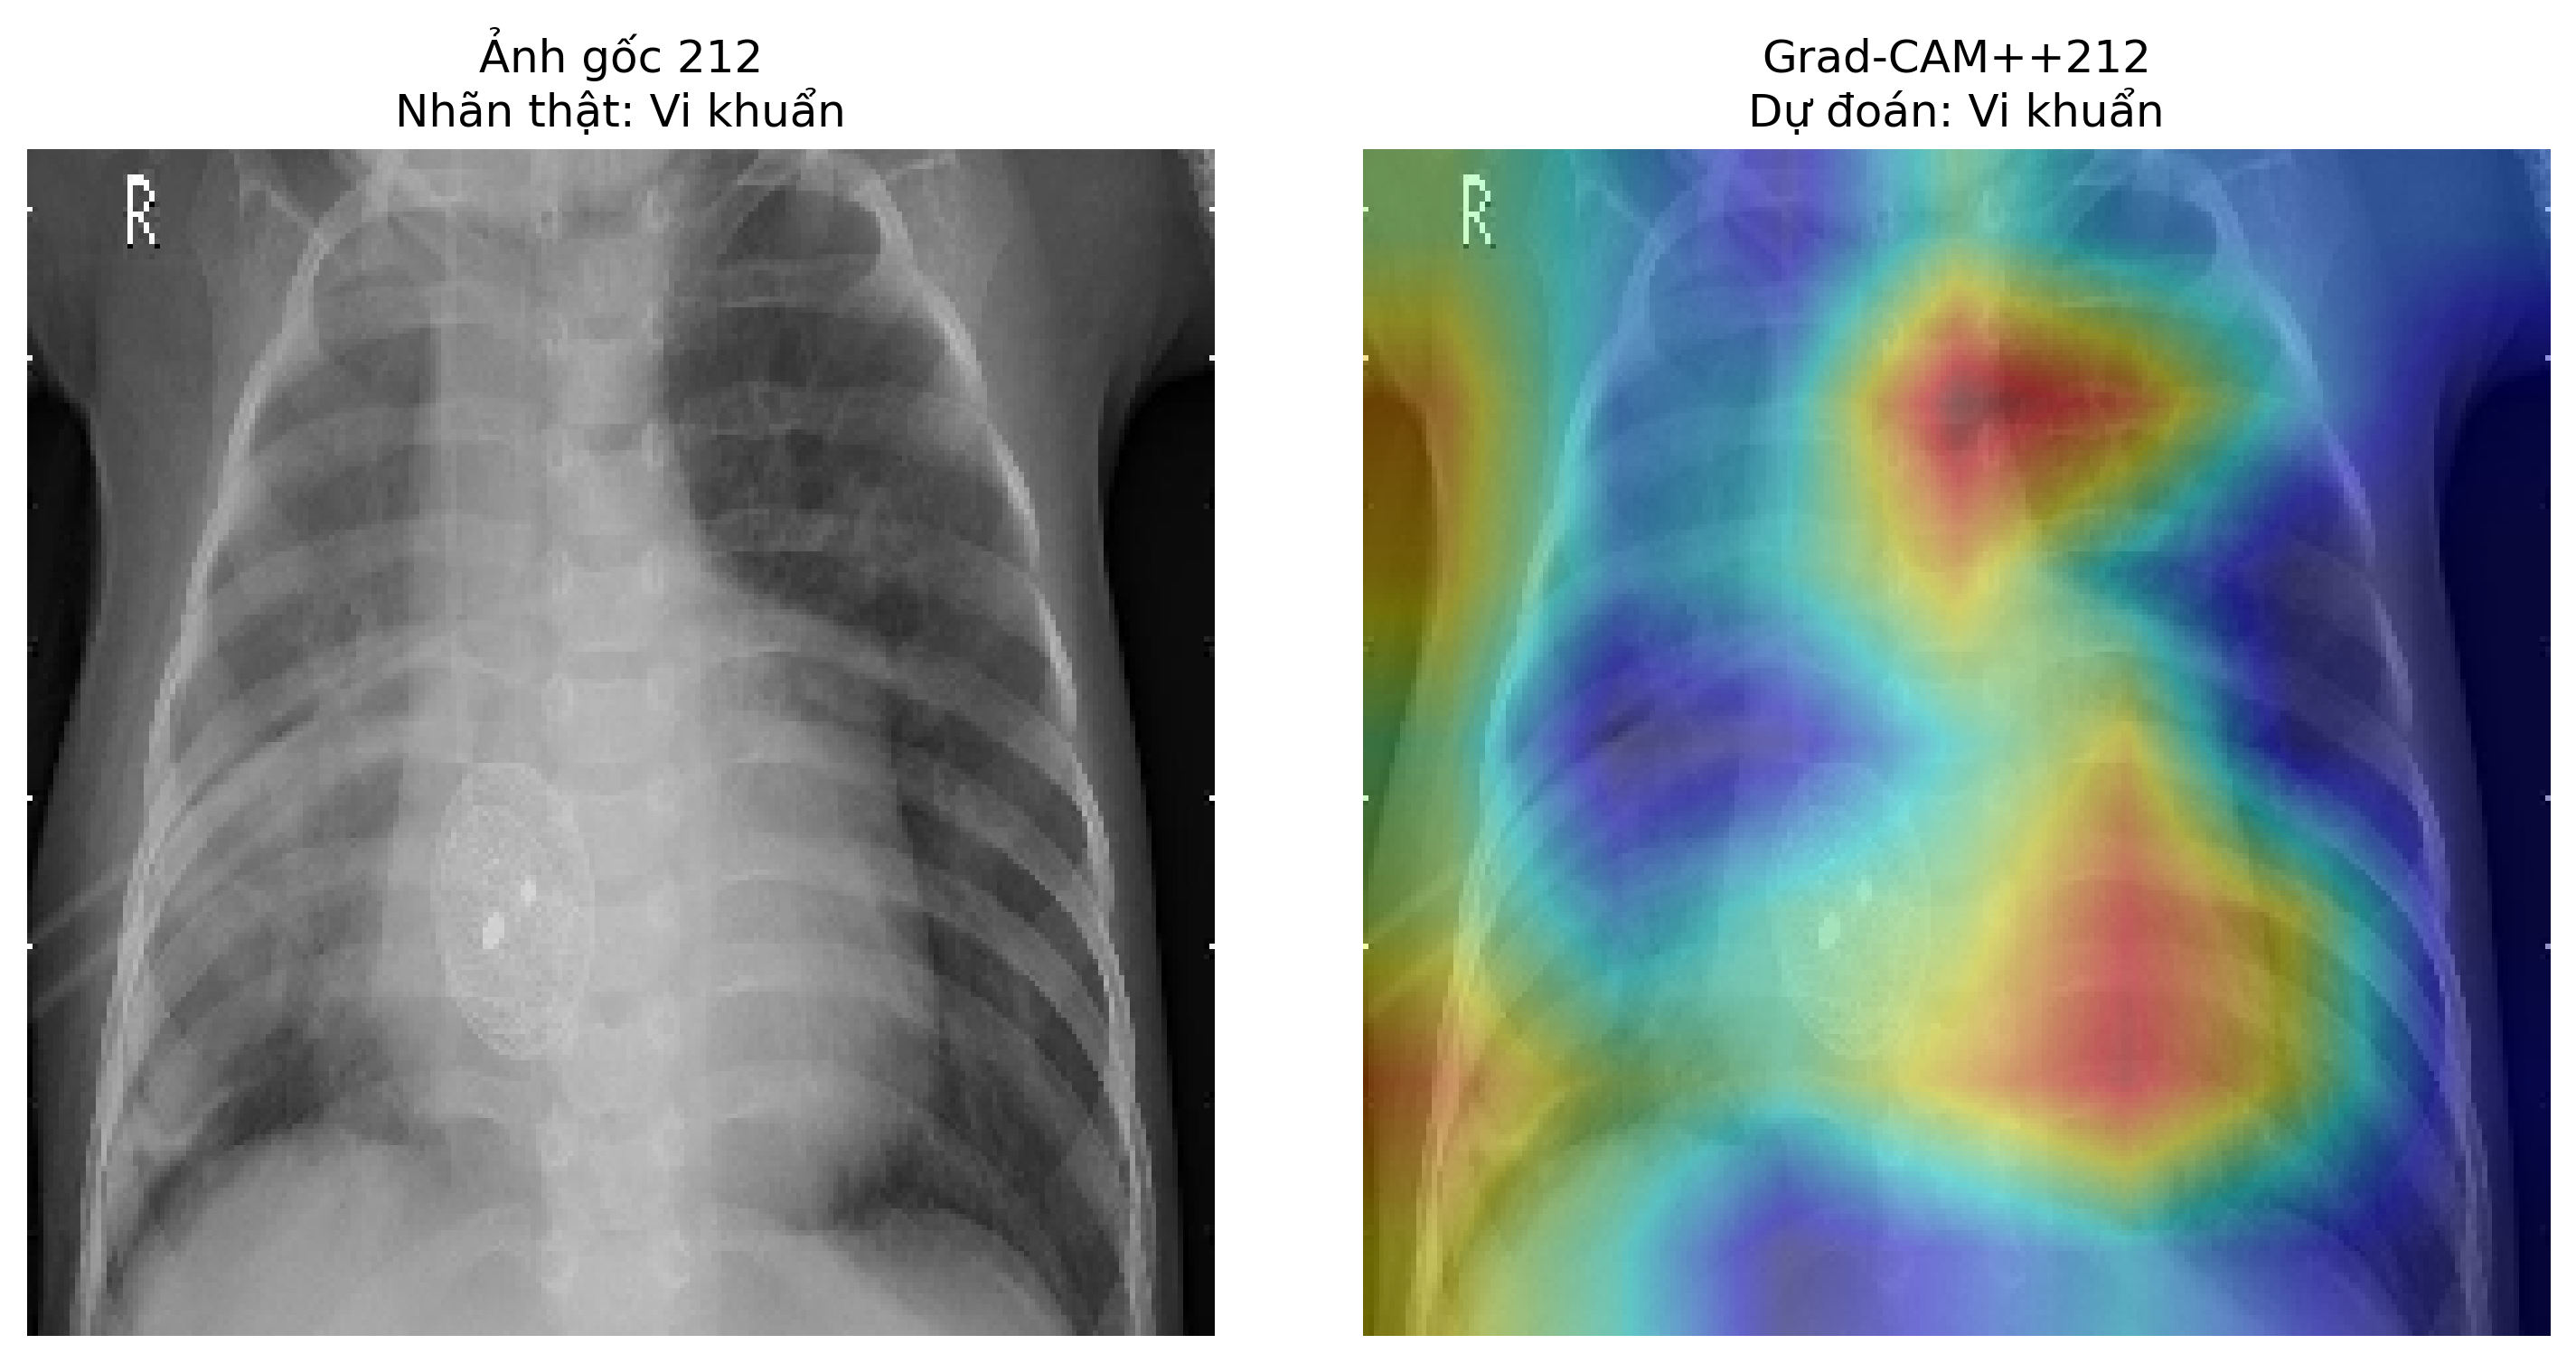 Ảnh gốc 212
Nhãn thật: Vi khuẩn
R
Grad-CAM++212
Dự đoán: Vi khuẩn
R